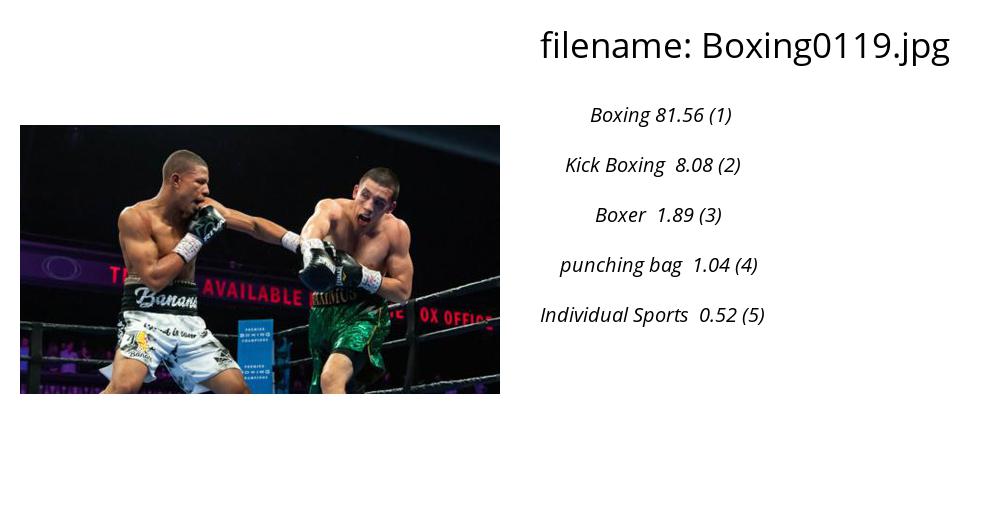 filename: Boxing0119.jpg
Boxing 81.56 (1)
Kick Boxing 8.08 (2)
Boxer 1.89 (3)
punching bag 1.04 (4)
Individual Sports 0.52 (5)
AVAILABLE
OX OFFICE
Banana
PREMIER
BOXING
CHAMPIONS
PREMIER
BOXING
CHAMPIONS